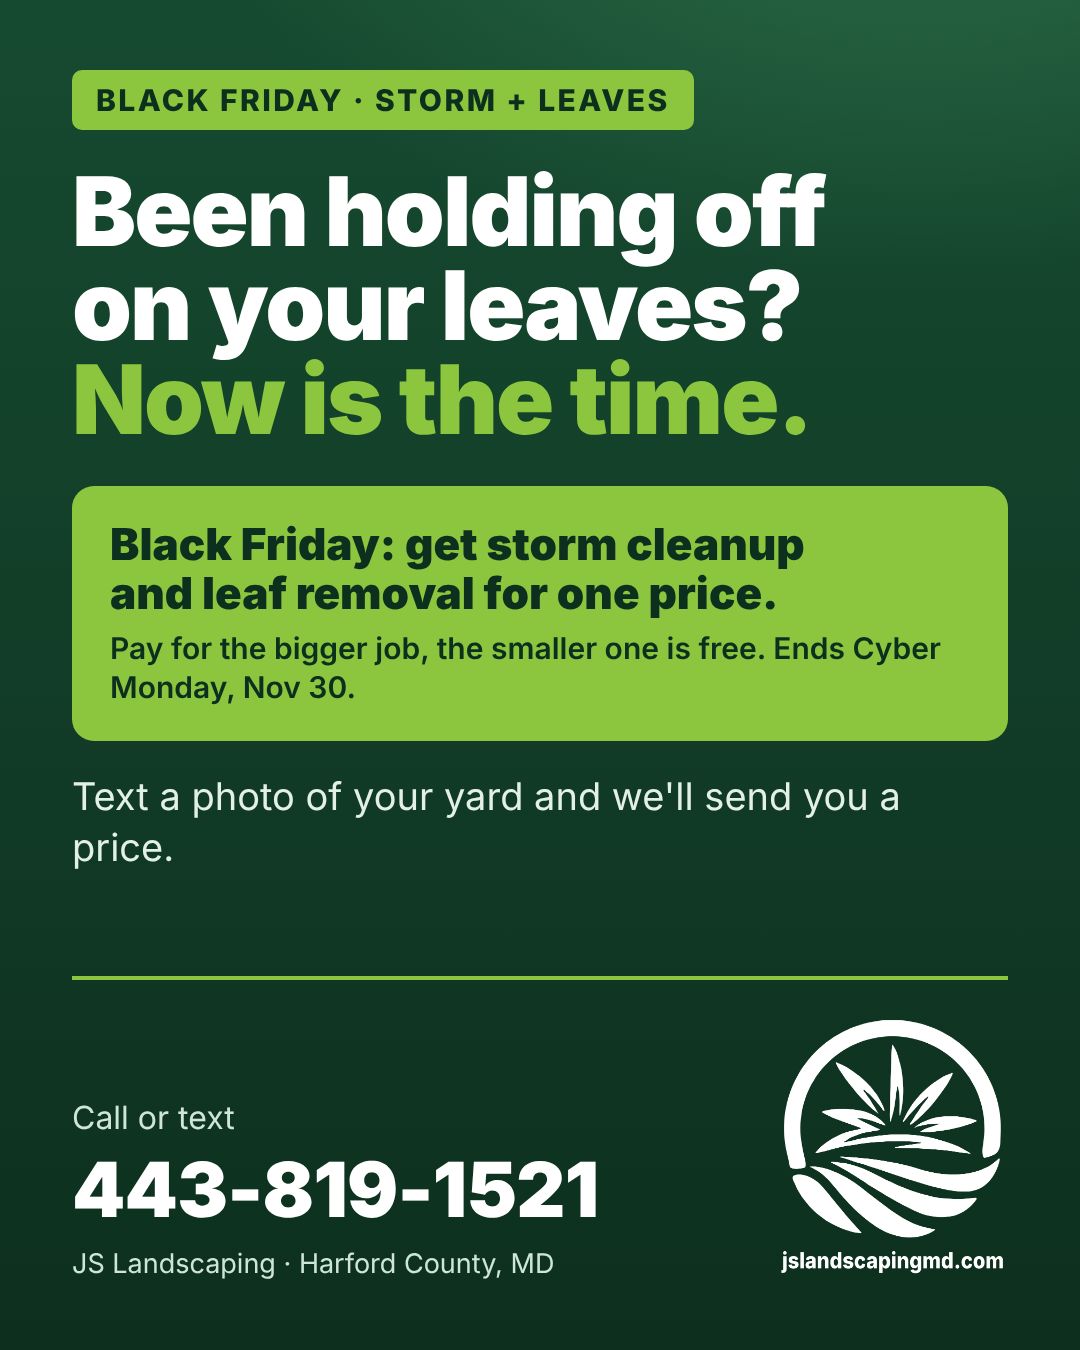 BLACK FRIDAY · STORM + LEAVES
Been holding off
on your leaves?
Now is the time.
Black Friday: get storm cleanup
and leaf removal for one price.
Pay for the bigger job, the smaller one is free. Ends Cyber
Monday, Nov 30.
Text a photo of your yard and we'll send you a
price.
Call or text
443-819-1521
JS Landscaping · Harford County, MD
jslandscapingmd.com